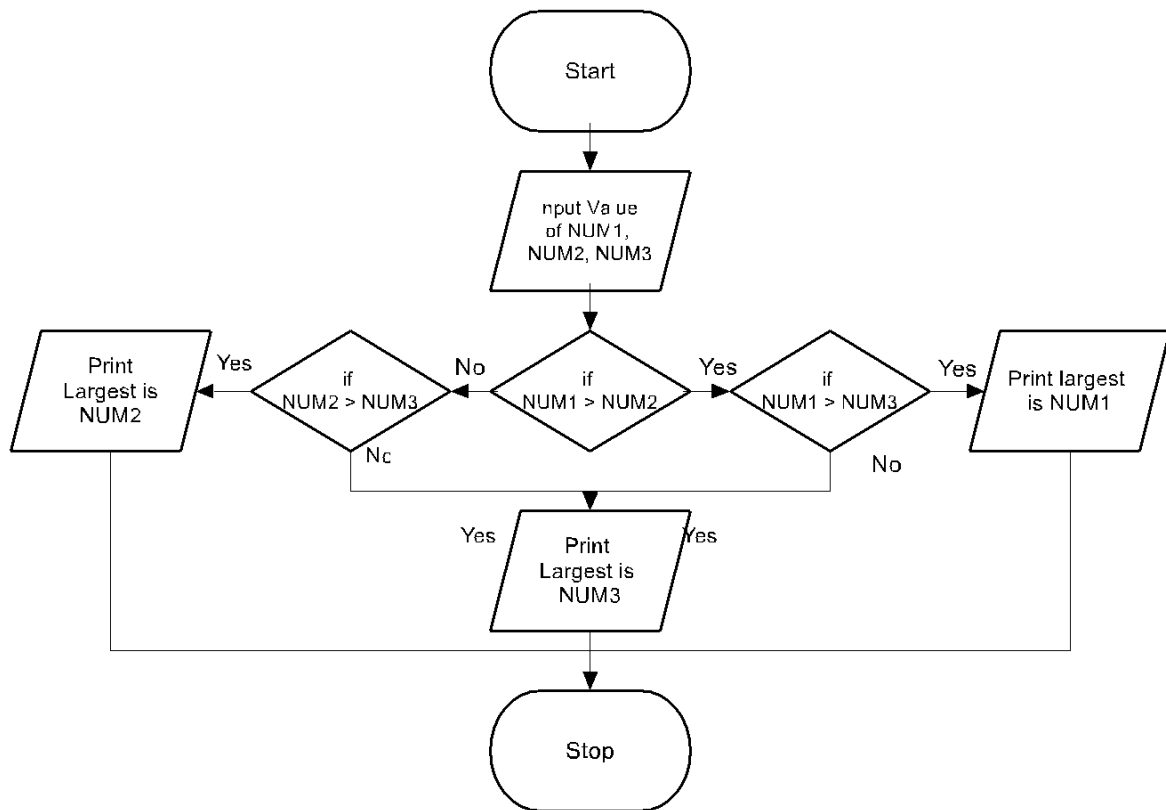 Start
nput Va ue
of NUM1,
NUM2, NUM3
Print
Largest is
NUM2
Yes
if
NUM2 > NUM3
No
if
NUM1 > NUM2
Yes
if
NUM1 > NUM3
Yes
Print largest
is NUM1
Nc
No
Yes
Print
Largest is
NUM3
Yes
Stop